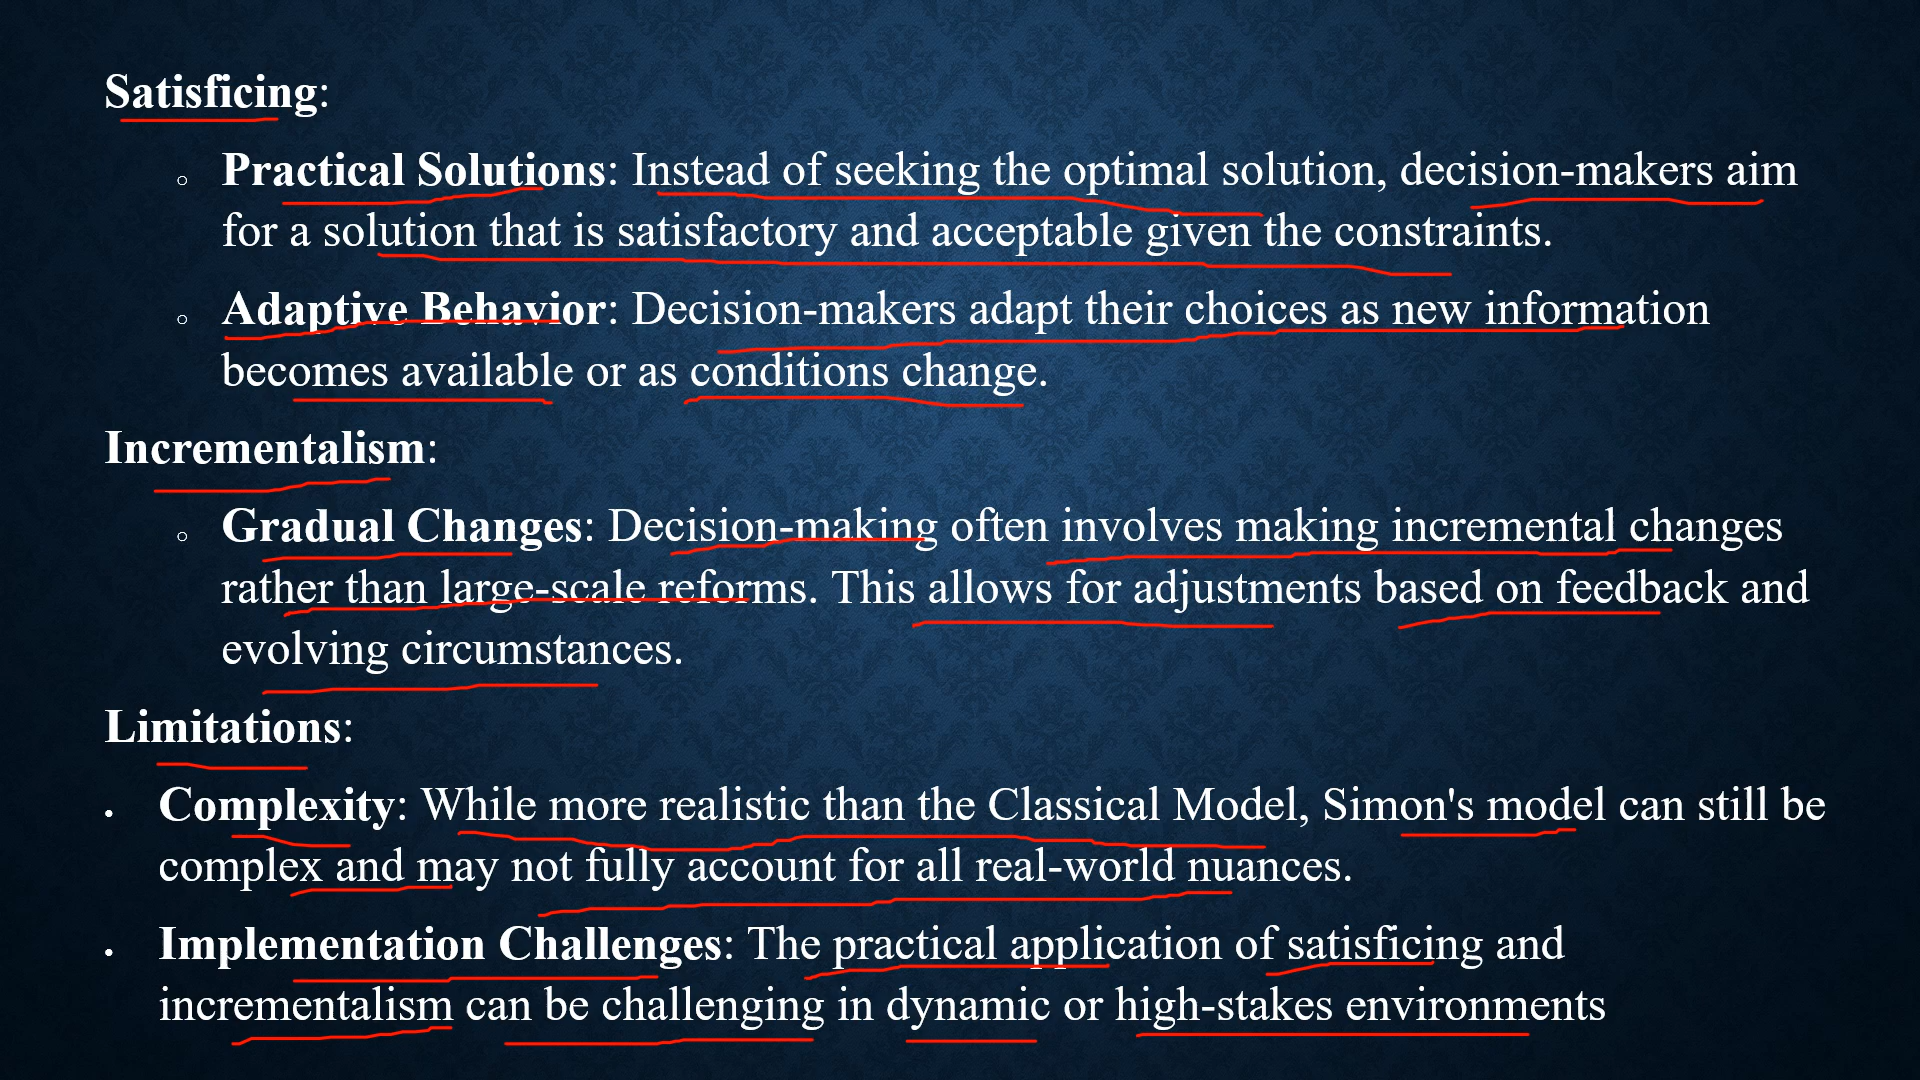 Satisficing:
Practical Solutions: Instead of seeking the optimal solution, decision-makers aim
for a solution that is satisfactory and acceptable given the constraints.
Adaptive Behavior: Decision-makers adapt their choices as new information
becomes available or as conditions change.
Incrementalism:
Gradual Changes: Decision-making often involves making incremental changes
rather than large-scale reforms. This allows for adjustments based on feedback and
evolving circumstances.
Limitations:
Complexity: While more realistic than the Classical Model, Simon's model can still be
complex and may not fully account for all real-world nuances.
Implementation Challenges: The practical application of satisficing and
incrementalism can be challenging in dynamic or high-stakes environments